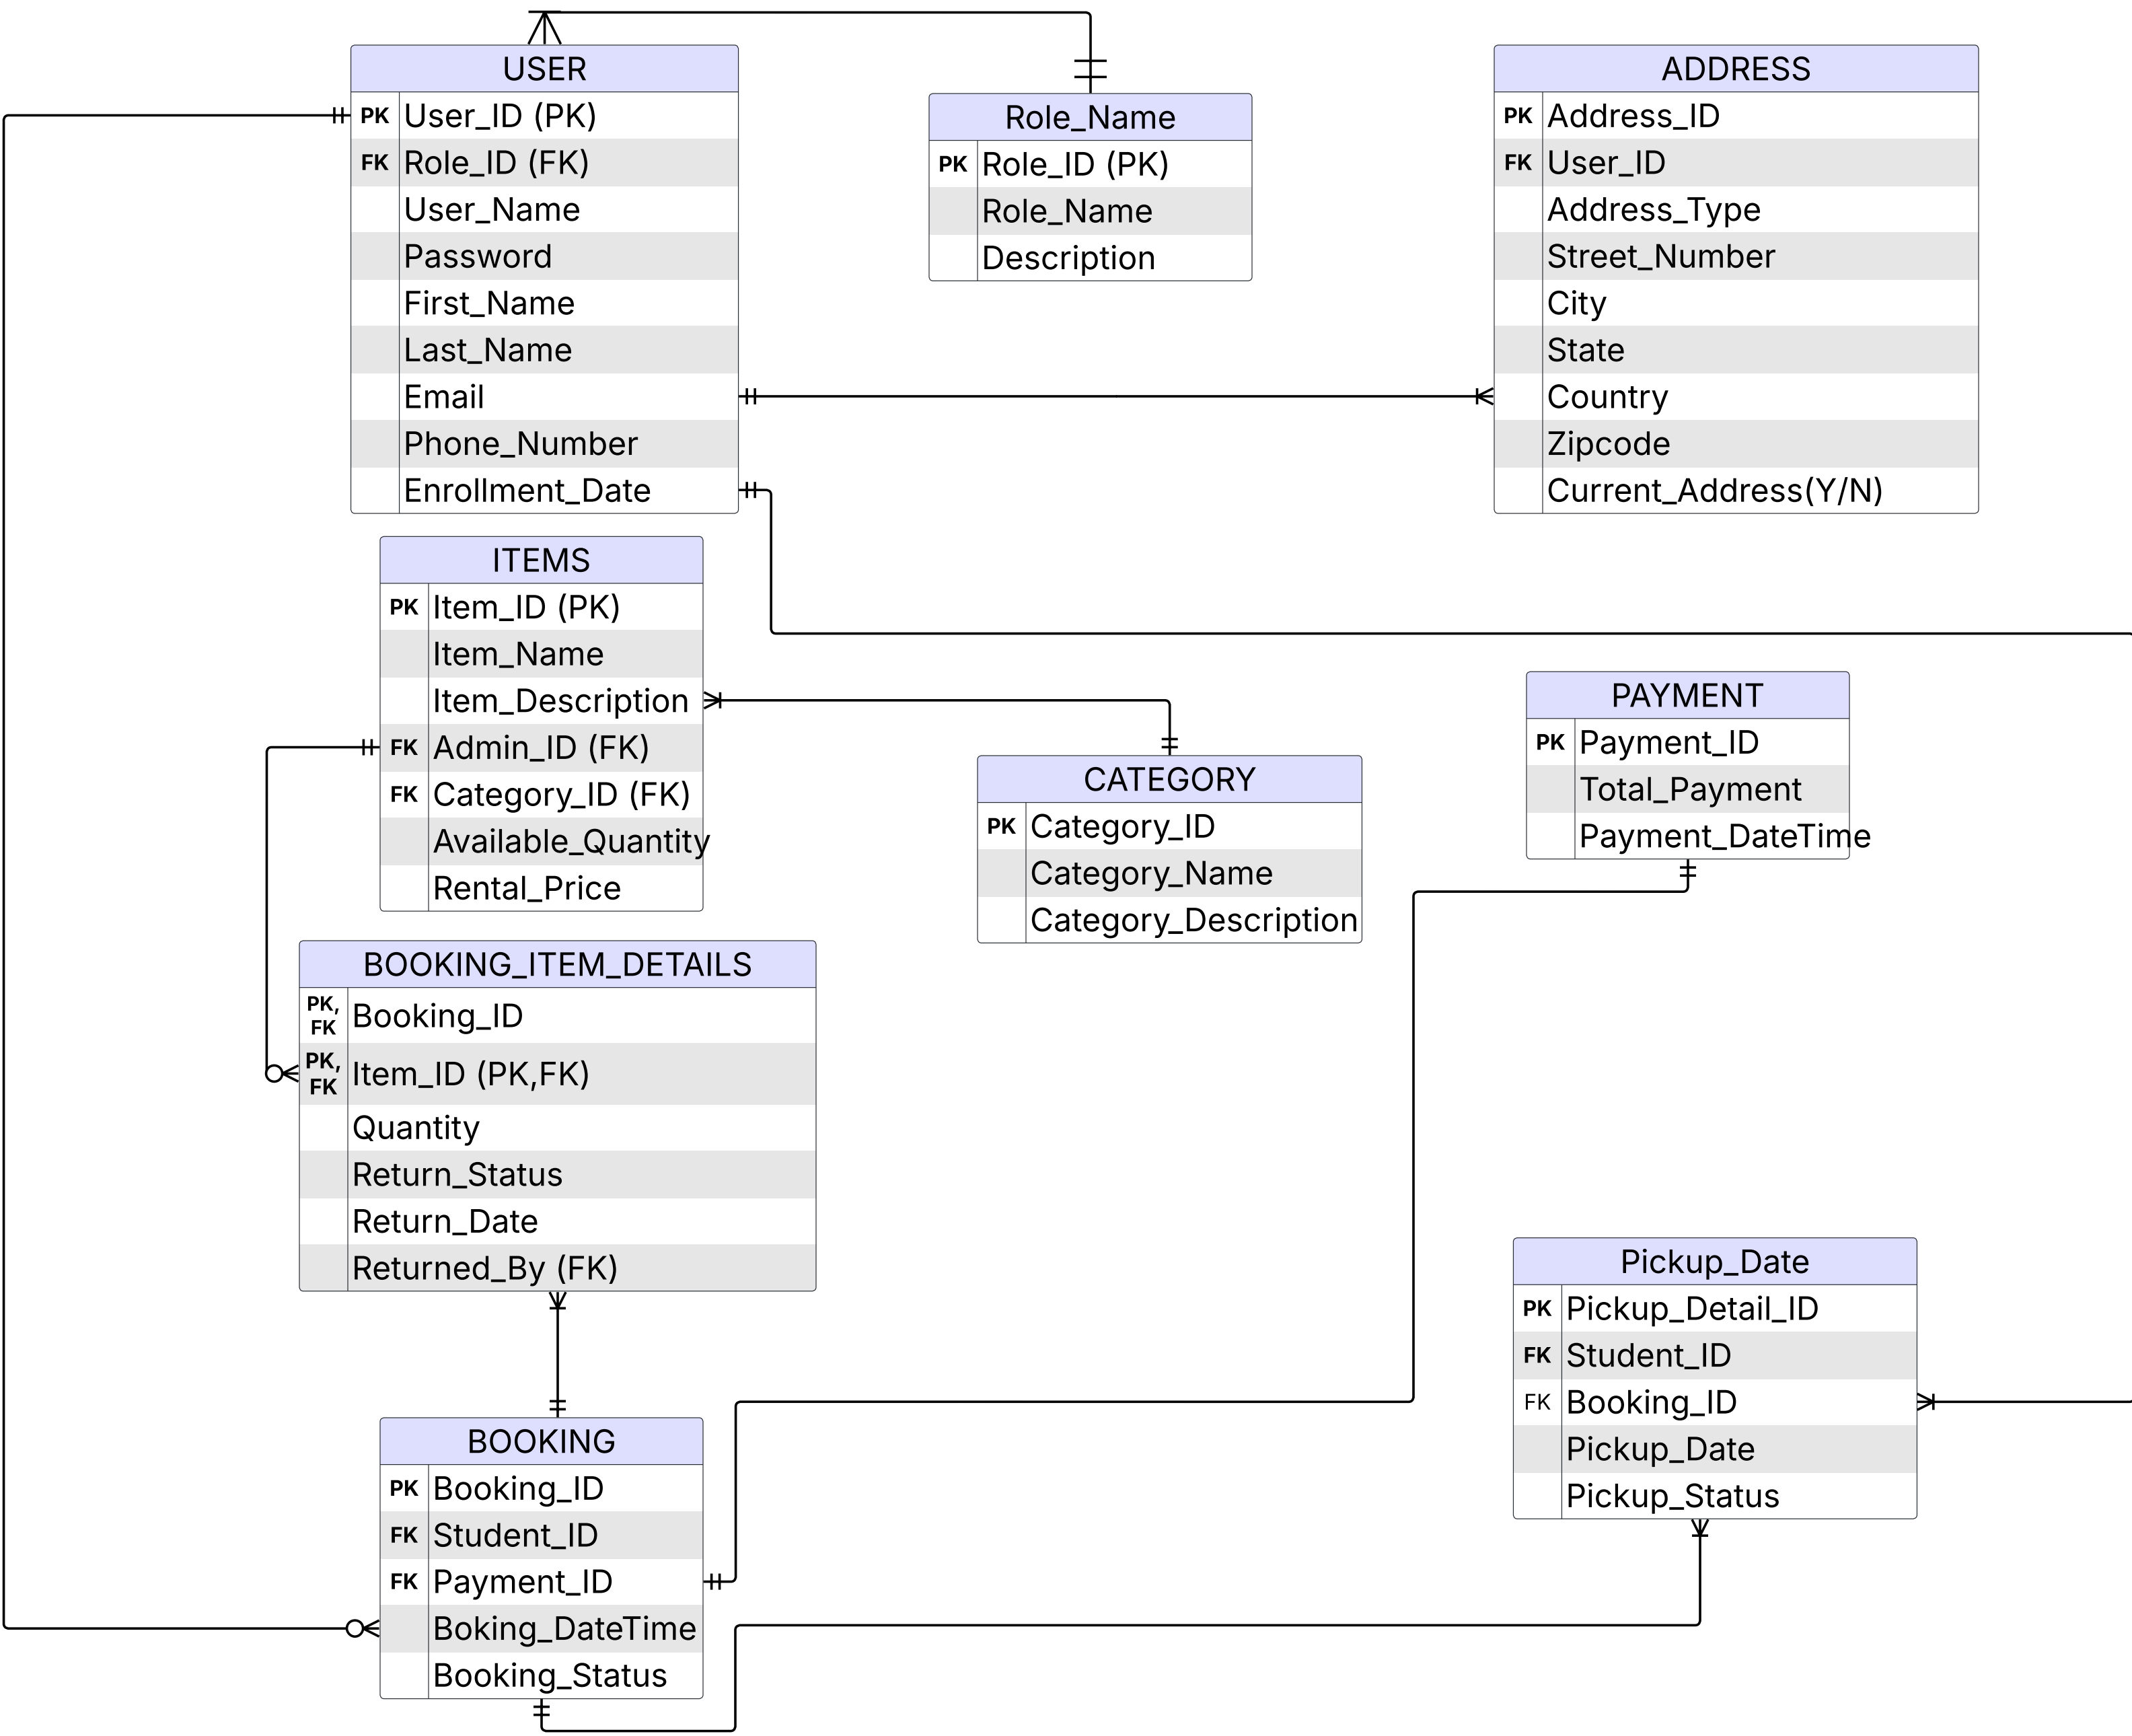 USER
PK User_ID (PK)
FK Role_ID (FK)
User_Name
Password
First_Name
Last_Name
Email
Phone_Number
Enrollment_Date
Role_Name
PK Role_ID (PK)
Role_Name
Description
ADDRESS
PK Address_ID
FK User_ID
Address_Type
Street_Number
City
State
Country
Zipcode
Current_Address(Y/N)
ITEMS
PK Item_ID (PK)
Item_Name
Item_Description
FK Admin_ID (FK)
FK Category_ID (FK)
Available_Quantity
Rental_Price
CATEGORY
PK Category_ID
Category_Name
Category_Description
PAYMENT
PK Payment_ID
Total_Payment
Payment_DateTime
BOOKING_ITEM_DETAILS
PK, FK Booking_ID
PK, FK Item_ID (PK,FK)
Quantity
Return_Status
Return_Date
Returned_By (FK)
Pickup_Date
PK Pickup_Detail_ID
FK Student_ID
FK Booking_ID
Pickup_Date
Pickup_Status
BOOKING
PK Booking_ID
FK Student_ID
FK Payment_ID
Boking_DateTime
Booking_Status